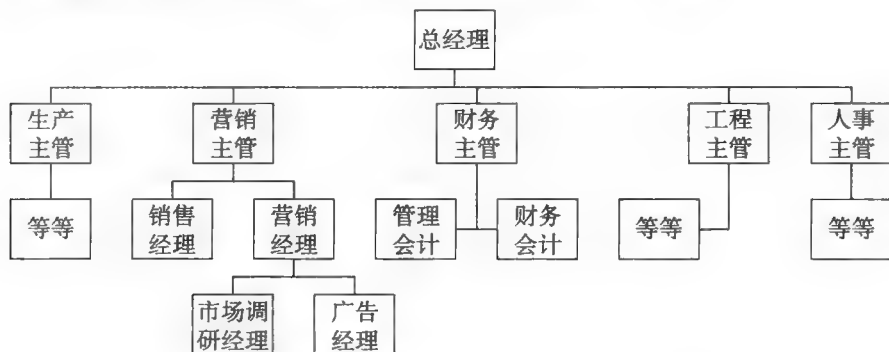 总经理
生产
主管
营销
主管
财务
主管
工程
主管
人事
主管
等等
销售
经理
营销
经理
管理
会计
财务
会计
等等
等等
市场调
研经理
广告
经理